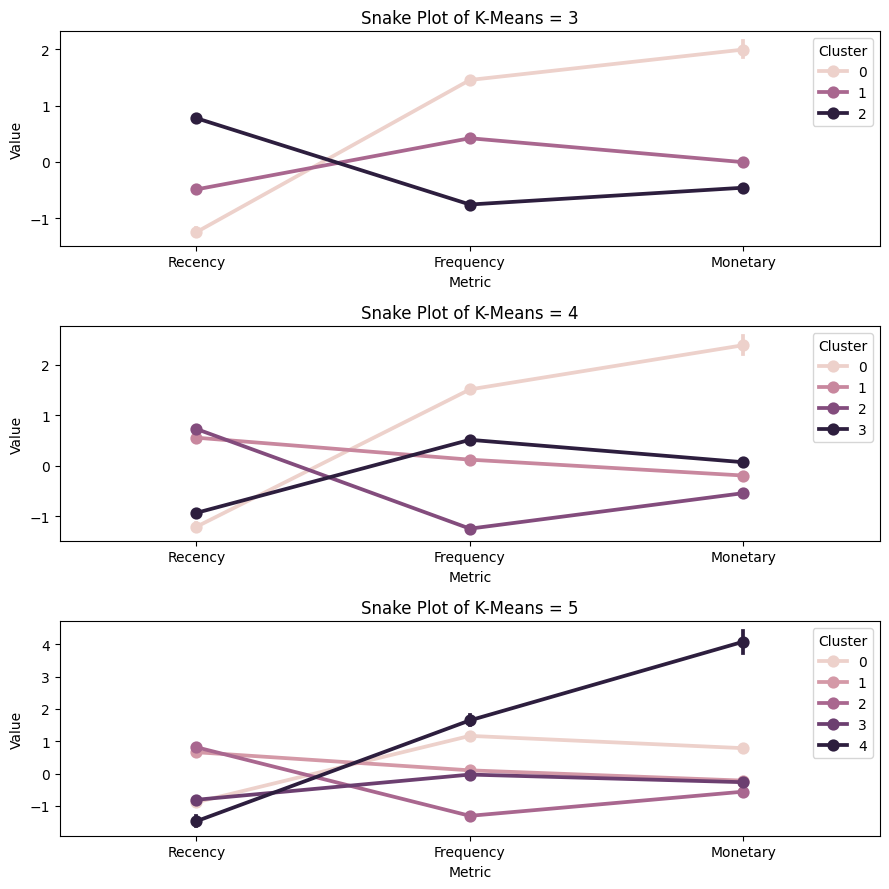 Snake Plot of K-Means = 3
Cluster
0
1
2
2
1
0
−1
Value
Recency
Frequency
Monetary
Metric
Snake Plot of K-Means = 4
Cluster
0
1
2
3
2
1
0
−1
Value
Recency
Frequency
Monetary
Metric
Snake Plot of K-Means = 5
Cluster
0
1
2
3
4
4
3
2
1
0
−1
Value
Recency
Frequency
Monetary
Metric